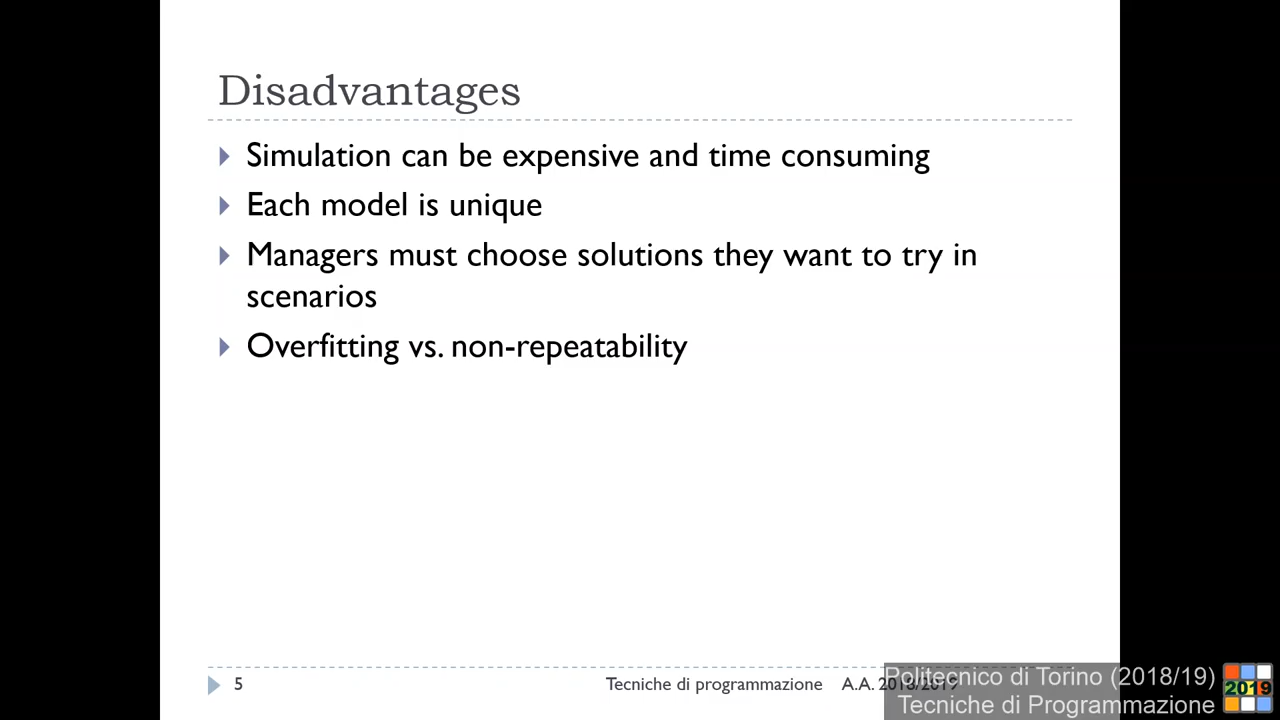 Disadvantages
Simulation can be expensive and time consuming
Each model is unique
Managers must choose solutions they want to try in
scenarios
Overfitting vs. non-repeatability
5
Tecniche di programmazione A.A. 2018/2019
Politecnico di Torino (2018/19)
Tecniche di Programmazione
2019